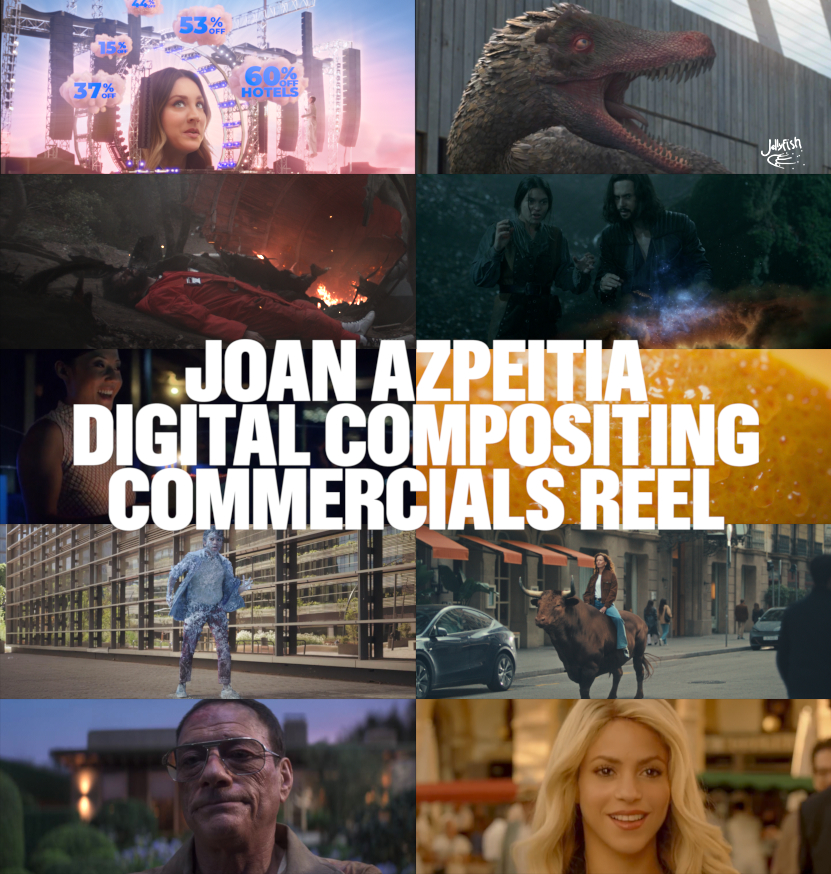 44%
53% OFF
15%
37% OFF
60% OFF
HOTELS
Jellyfish
JOAN AZPEITIA
DIGITAL COMPOSITING
COMMERCIALS REEL